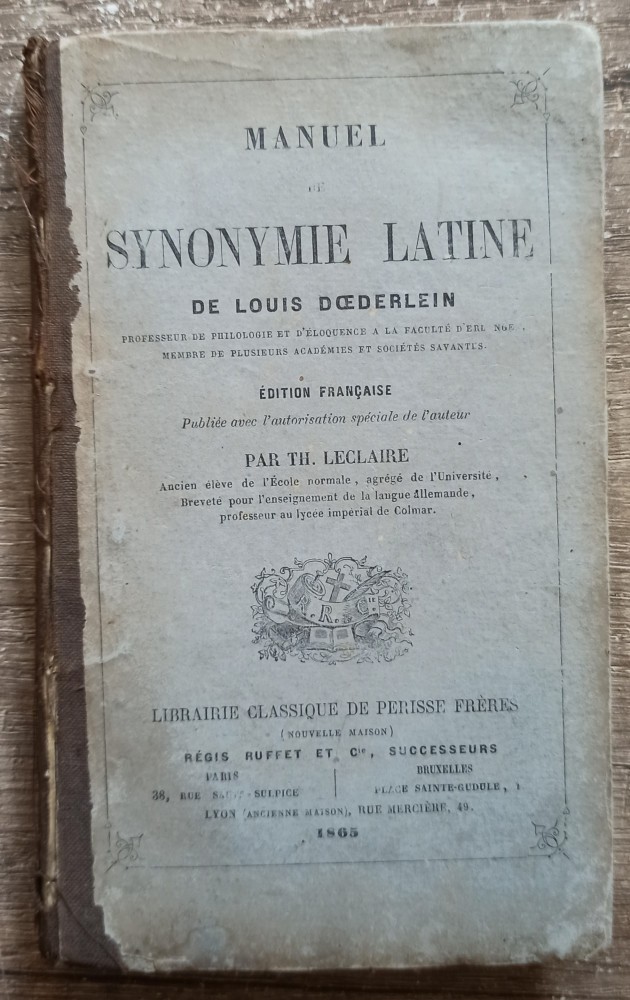 MANUEL
SYNONYMIE LATINE
DE LOUIS DŒDERLEIN
PROFESSEUR DE PHILOLOGIE ET D'ÉLOQUENCE A LA FACULTÉ
MEMBRE DE PLUSIEURS ACADÉMIES ET SOCIÉTÉS SAVANTES.
ÉDITION FRANÇAISE
Publiée avec l'autorisation spéciale de l'auteur
PAR TH. LECLAIRE
Ancien élève de l'École normale, agrégé de l'Université,
Breveté pour l'enseignement de la langue Allemande,
professeur au lycée impérial de Colmar.
R. Cie
LIBRAIRIE CLASSIQUE DE PERISSE FRÈRES
(NOUVELLE MAISON)
RÉGIS RUFFET ET Cie, SUCCESSEURS
PARIS
38, RUE SULPICE
BRUXELLES
PLACE SAINTE-GUDULE,
LYON (ANCIENNE MAISON), RUE MERCIÈRE, 49.
1865